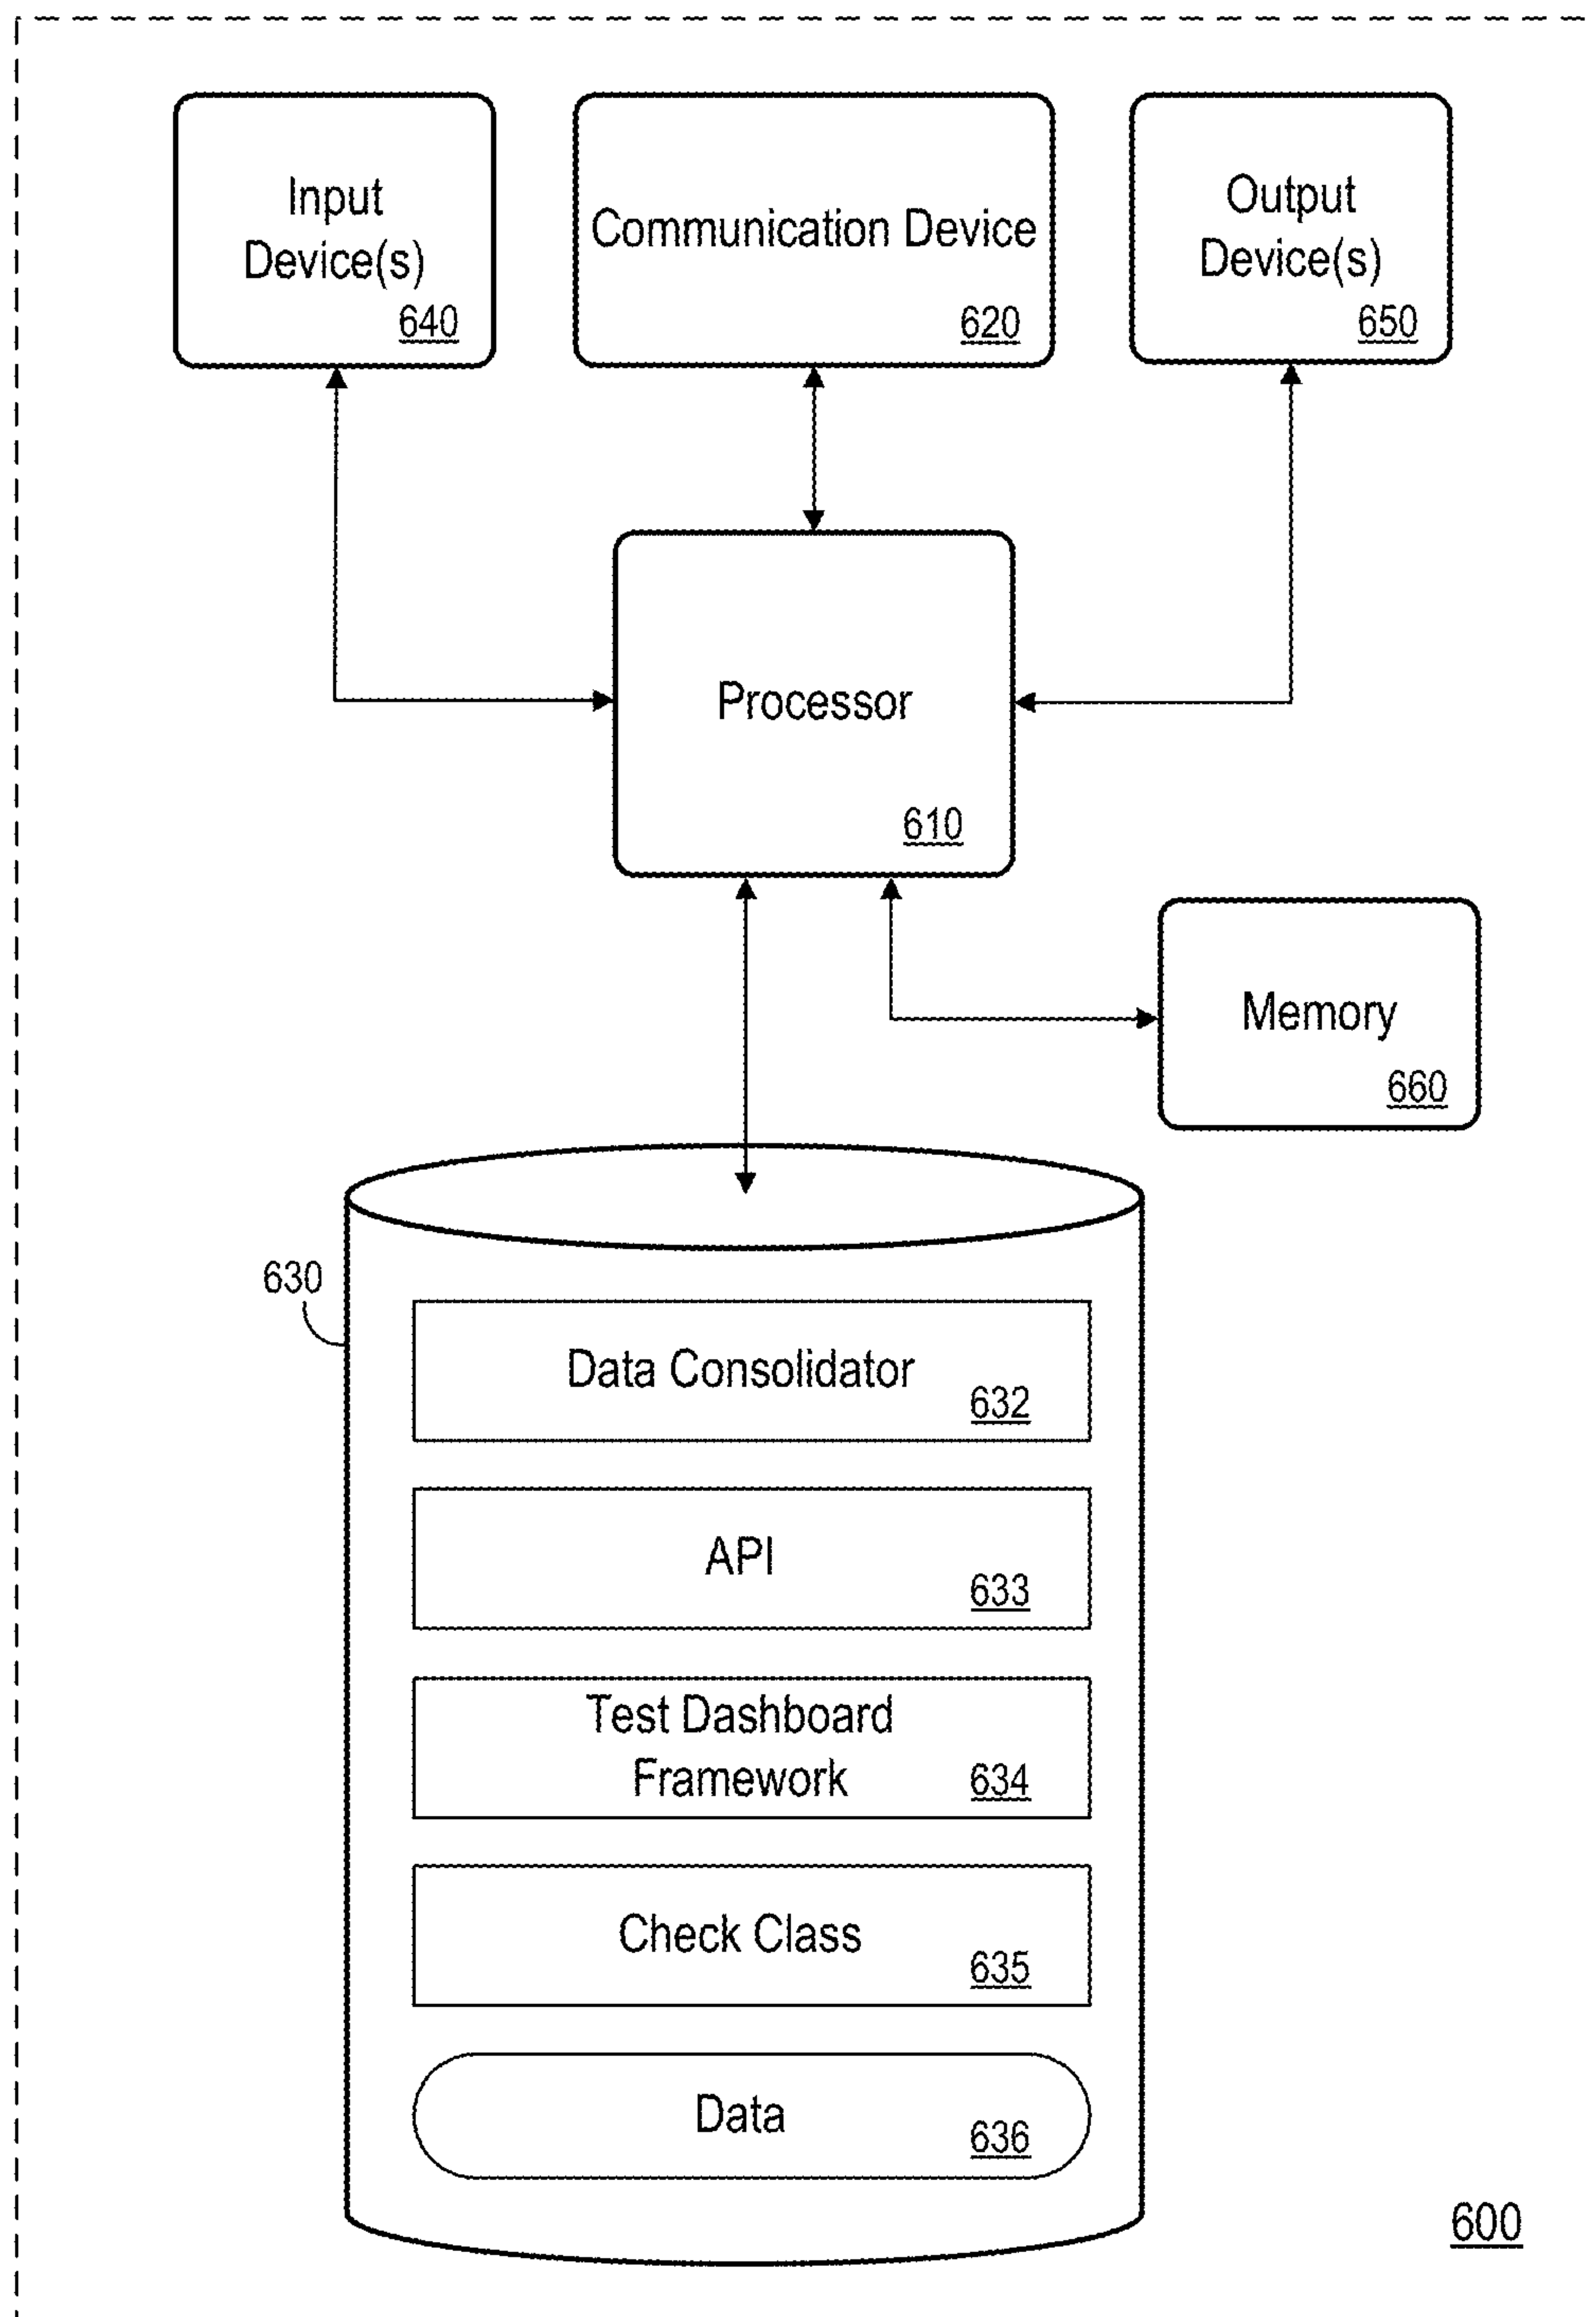 Input
Device(s)
640
Communication Device
620
Output
Device(s)
650
Processor
610
Memory
660
630
Data Consolidator
632
API
633
Test Dashboard
Framework
634
Check Class
635
Data
636
600